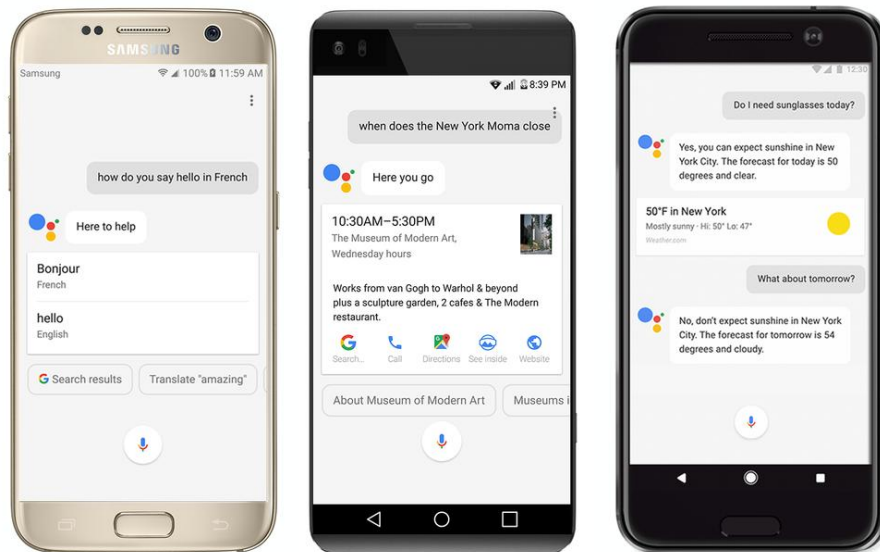 SAMSUNG
Samsung
100% 11:59 AM
how do you say hello in French
Here to help
Bonjour
French
hello
English
G Search results
Translate "amazing"
8:39 PM
when does the New York Moma close
Here you go
10:30AM–5:30PM
The Museum of Modern Art,
Wednesday hours
Works from van Gogh to Warhol & beyond
plus a sculpture garden, 2 cafes & The Modern
restaurant.
G
Search...
Call
Directions
See inside
Website
About Museum of Modern Art
Museums i
12:30
Do I need sunglasses today?
Yes, you can expect sunshine in New
York City. The forecast for today is 50
degrees and clear.
50°F in New York
Mostly sunny · Hi: 50° Lo: 47°
Weather.com
What about tomorrow?
No, don't expect sunshine in New York
City. The forecast for tomorrow is 54
degrees and cloudy.